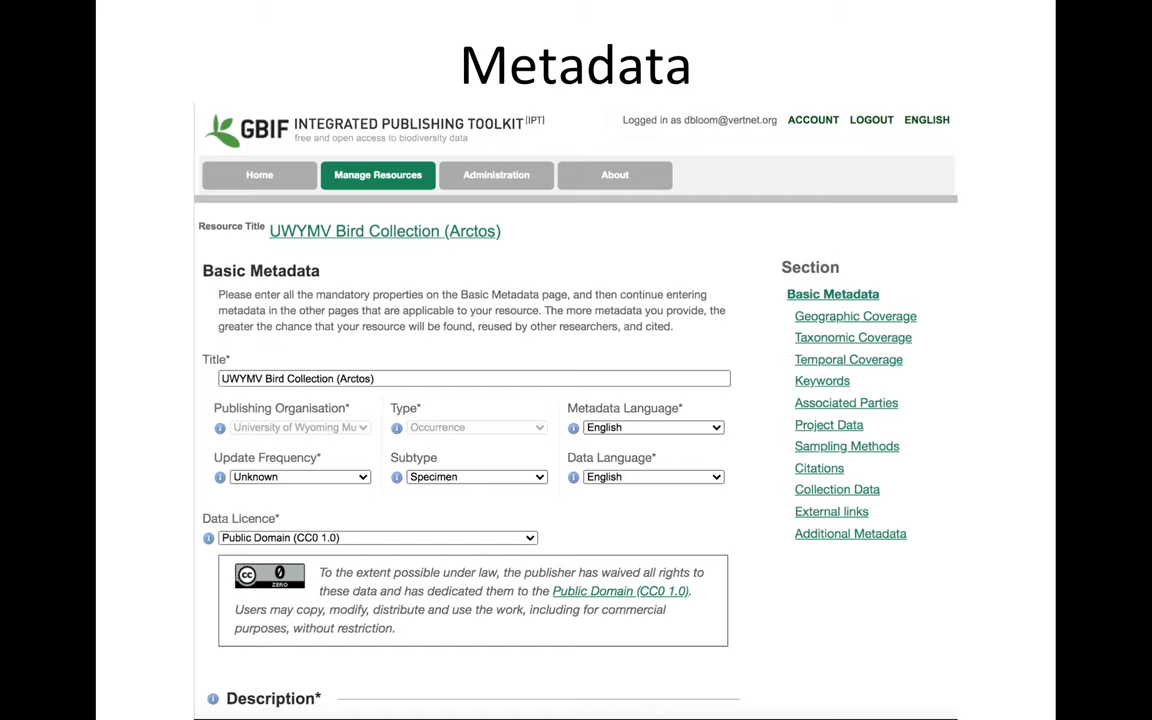 Metadata
GBIF INTEGRATED PUBLISHING TOOLKIT (IPT)
free and open access to biodiversity data
Logged in as dbloom@vertnet.org ACCOUNT LOGOUT ENGLISH
Home Manage Resources Administration About
Resource Title UWYMV Bird Collection (Arctos)
Basic Metadata
Please enter all the mandatory properties on the Basic Metadata page, and then continue entering
metadata in the other pages that are applicable to your resource. The more metadata you provide, the
greater the chance that your resource will be found, reused by other researchers, and cited.
Title*
UWYMV Bird Collection (Arctos)
Publishing Organisation* Type* Metadata Language*
University of Wyoming Mu Occurrence English
Update Frequency* Subtype Data Language*
Unknown Specimen English
Data Licence*
Public Domain (CC0 1.0)
cc 0 ZERO
To the extent possible under law, the publisher has waived all rights to
these data and has dedicated them to the Public Domain (CC0 1.0).
Users may copy, modify, distribute and use the work, including for commercial
purposes, without restriction.
Description*
Section
Basic Metadata
Geographic Coverage
Taxonomic Coverage
Temporal Coverage
Keywords
Associated Parties
Project Data
Sampling Methods
Citations
Collection Data
External links
Additional Metadata